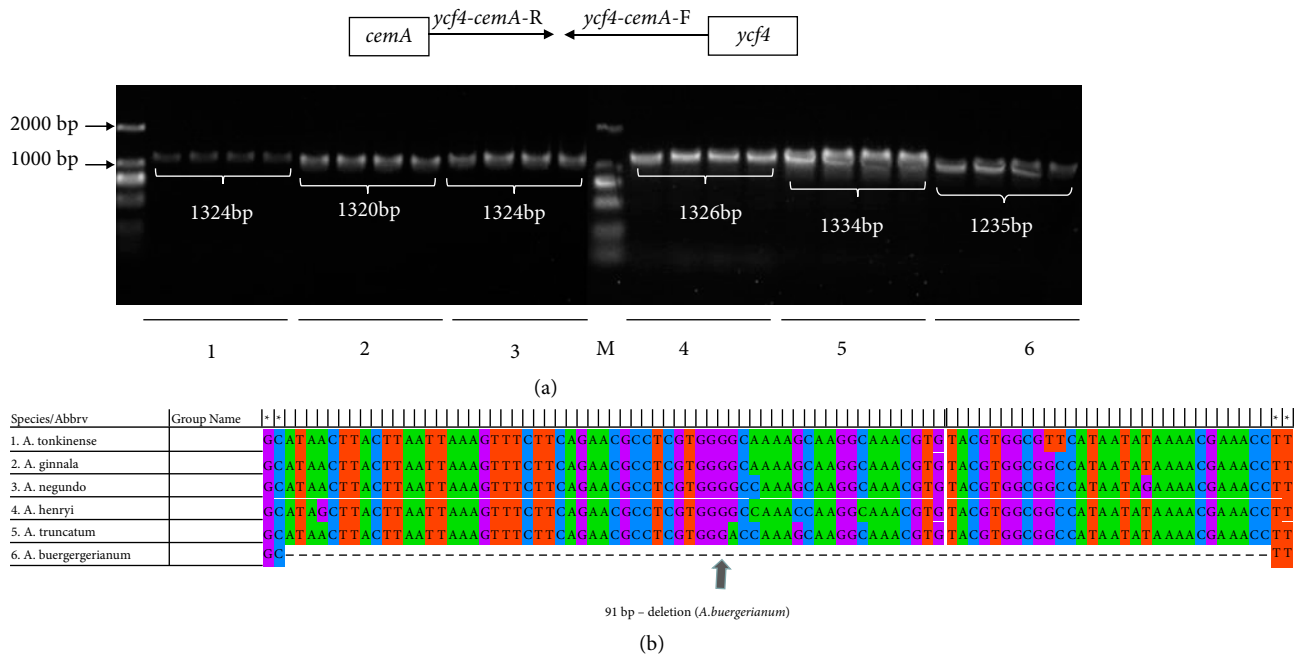 cemA ycf4-cemA-R ycf4-cemA-F ycf4
2000 bp
1000 bp
1324bp 1320bp 1324bp 1326bp 1334bp 1235bp
1 2 3 M 4 5 6
(a)
Species/Abbrv Group Name * * * *
1. A. tonkinense GCATAACTTACTTAATTAAAGTTTCTTCAGAACGCCTCGTGGGGCAAAAGCAAGGCAAACGTGTACGTGGCGTTCATAATATAAAACGAAACCTT
2. A. ginnala GCATAACTTACTTAATTAAAGTTTCTTCAGAACGCCTCGTGGGGCAAAAGCAAGGCAAACGTGTACGTGGCGGCCATAATATAAAACGAAACCTT
3. A. negundo GCATAACTTACTTAATTAAAGTTTCTTCAGAACGCCTCGTGGGGCCAAAGCAAGGCAAACGTGTACGTGGCGGCCATAATAGAAAACGAAACCTT
4. A. henryi GCATAGCTTACTTAATTAAAGTTTCTTCAGAACGCCTCGTGGGGCCAAACCAAGGCAAACGTGTACGTGGCGGCCATAATATAAAACGAAACCTT
5. A. truncatum GCATAACTTACTTAATTAAAGTTTCTTCAGAACGCCTCGTGGGACCAAAGCAAGGCAAACGTGTACGTGGCGGCCATAATATAAAACGAAACCTT
6. A. buergergerianum GC TT
91 bp – deletion (A.buergerianum)
(b)